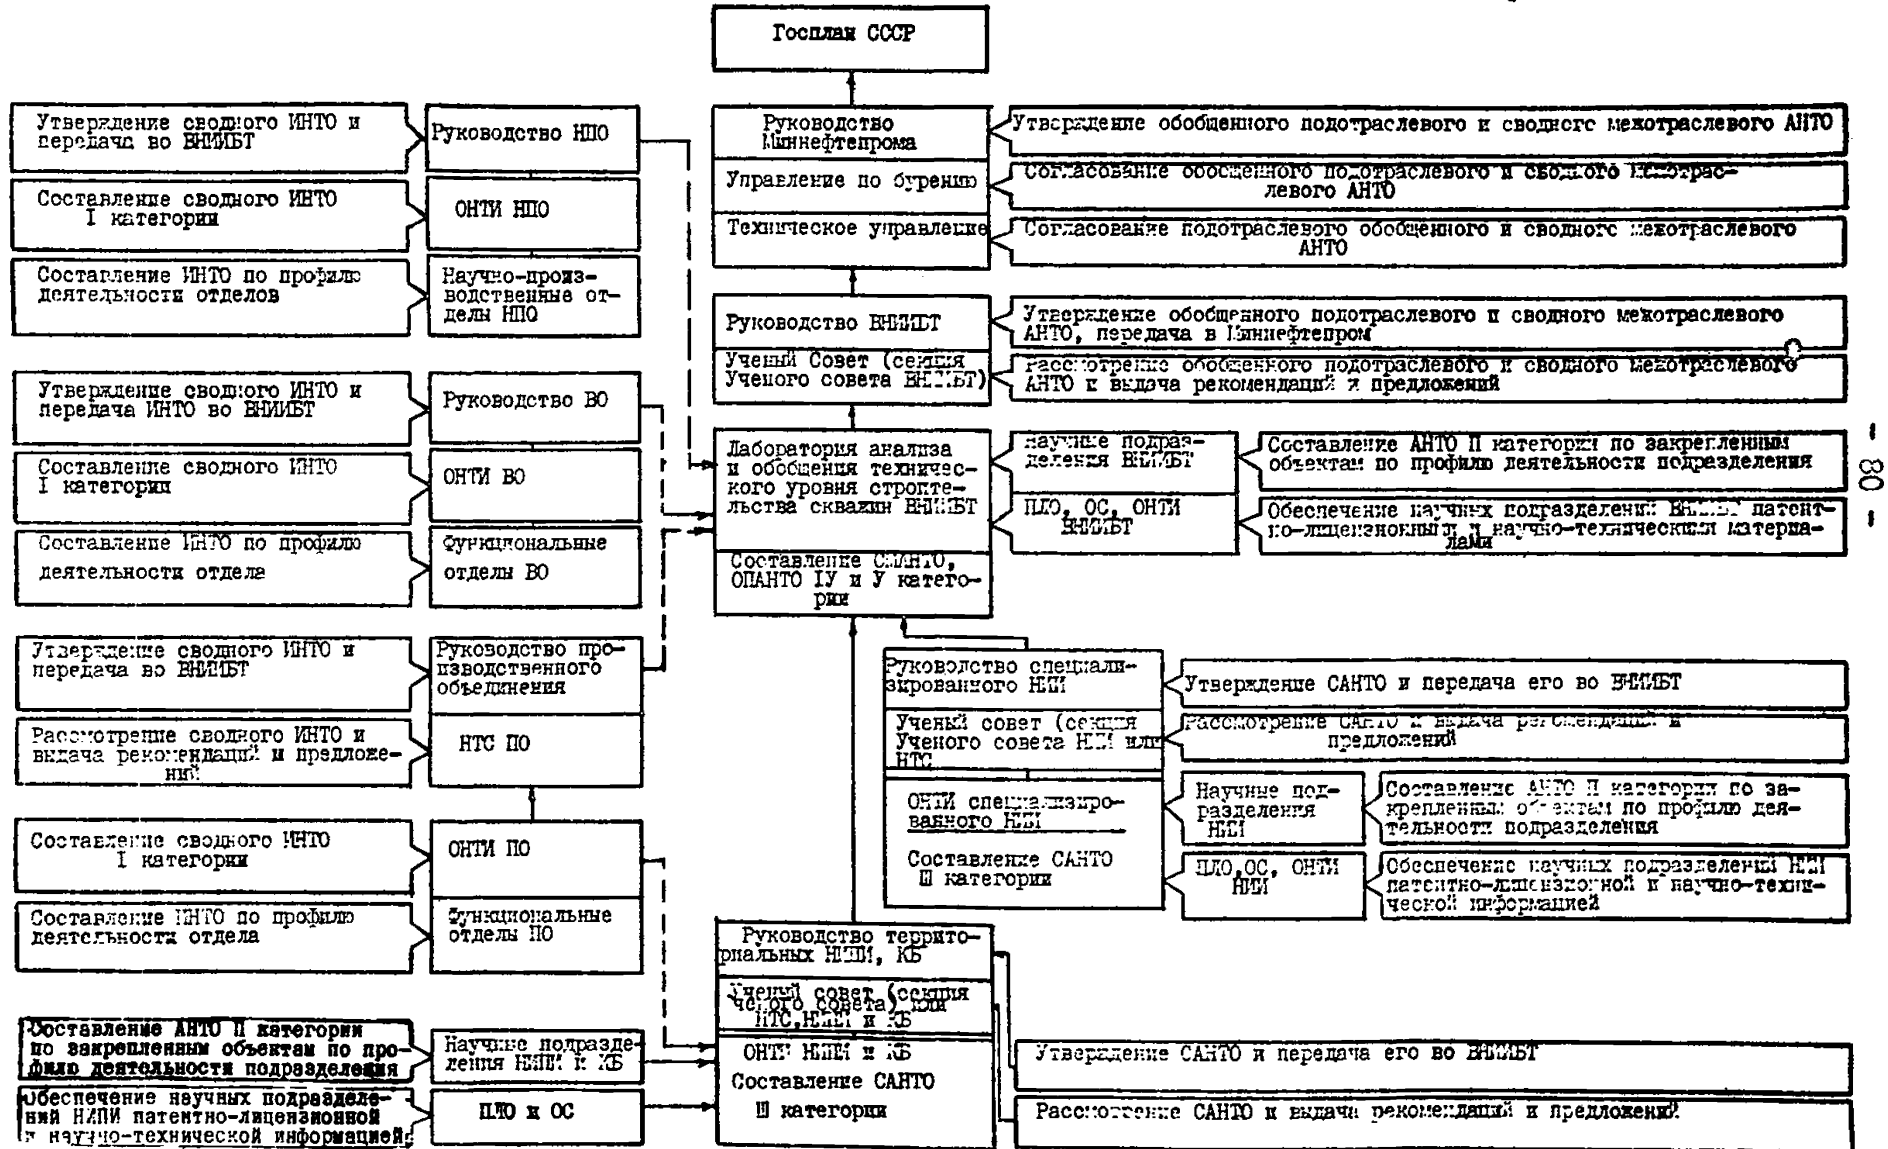 Госплан СССР
Утверждение сводного ИНТО и
передача во ВНИИБТ
Руководство НПО
Составление сводного ИНТО
I категории
ОНТИ НПО
Составление ИНТО по профилю
деятельности отделов
Научно-произ-
водственные от-
делы НПО
Руководство
Миннефтепрома
Утверждение обобщенного подотраслевого и сводного межотраслевого АНТО
Управление по бурению
Согласование обобщенного подотраслевого и сводного межотрас-
левого АНТО
Техническое управление
Согласование подотраслевого обобщенного и сводного межотраслевого
АНТО
Руководство ВНИИБТ
Утверждение обобщенного подотраслевого и сводного межотраслевого
АНТО, передача в Миннефтепром
Ученый Совет (секция
Ученого совета ВНИИБТ)
Рассмотрение обобщенного подотраслевого и сводного межотраслевого
АНТО и выдача рекомендаций и предложений
Утверждение сводного ИНТО и
передача ИНТО во ВНИИБТ
Руководство ВО
Составление сводного ИНТО
I категории
ОНТИ ВО
Составление ИНТО по профилю
деятельности отдела
Функциональные
отделы ВО
Лаборатория анализа
и обобщения техничес-
кого уровня строите-
льства скважин ВНИИБТ
Составление СМАНТО,
ОПАНТО IУ и У катего-
рии
Научные подраз-
деления ВНИИБТ
Составление АНТО П категории по закрепленным
объектам по профилю деятельности подразделения
ПЛО, ОС, ОНТИ
ВНИИБТ
Обеспечение научных подразделений ВНИИБТ патент-
но-лицензионными и научно-техническими материа-
лами
- 80 -
Утверждение сводного ИНТО и
передача во ВНИИБТ
Руководство про-
изводственного
объединения
Рассмотрение сводного ИНТО и
выдача рекомендаций и предложе-
ний
НТС ПО
Составление сводного ИНТО
I категории
ОНТИ ПО
Составление ИНТО по профилю
деятельности отдела
Функциональные
отделы ПО
Руководство специали-
зированного НИИ
Утверждение САНТО и передача его во ВНИИБТ
Ученый совет (секция
Ученого совета НИИ или
НТС
Рассмотрение САНТО и выдача рекомендаций и
предложений
ОНТИ специализиро-
ванного НИИ
Составление САНТО
Ш категории
Научные под-
разделения
НИИ
Составление АНТО П категории по за-
крепленным объектам по профилю дея-
тельности подразделения
ПЛО,ОС, ОНТИ
НИИ
Обеспечение научных подразделений НИИ
патентно-лицензионной и научно-техни-
ческой информацией
Руководство террито-
риальных НИПИ, КБ
Ученый совет (секция
ченого совета) или
НТС,НИПИ и КБ
ОНТИ НИПИ и КБ
Составление САНТО
Ш категории
Составление АНТО П категории
по закрепленным объектам по про-
филю деятельности подразделения
Научные подразде-
ления НИПИ и КБ
Обеспечение научных подразделе-
ний НИПИ патентно-лицензионной
и научно-технической информацией
ПЛО и ОС
Утверждение САНТО и передача его во ВНИИБТ
Рассмотрение САНТО и выдача рекомендаций и предложений